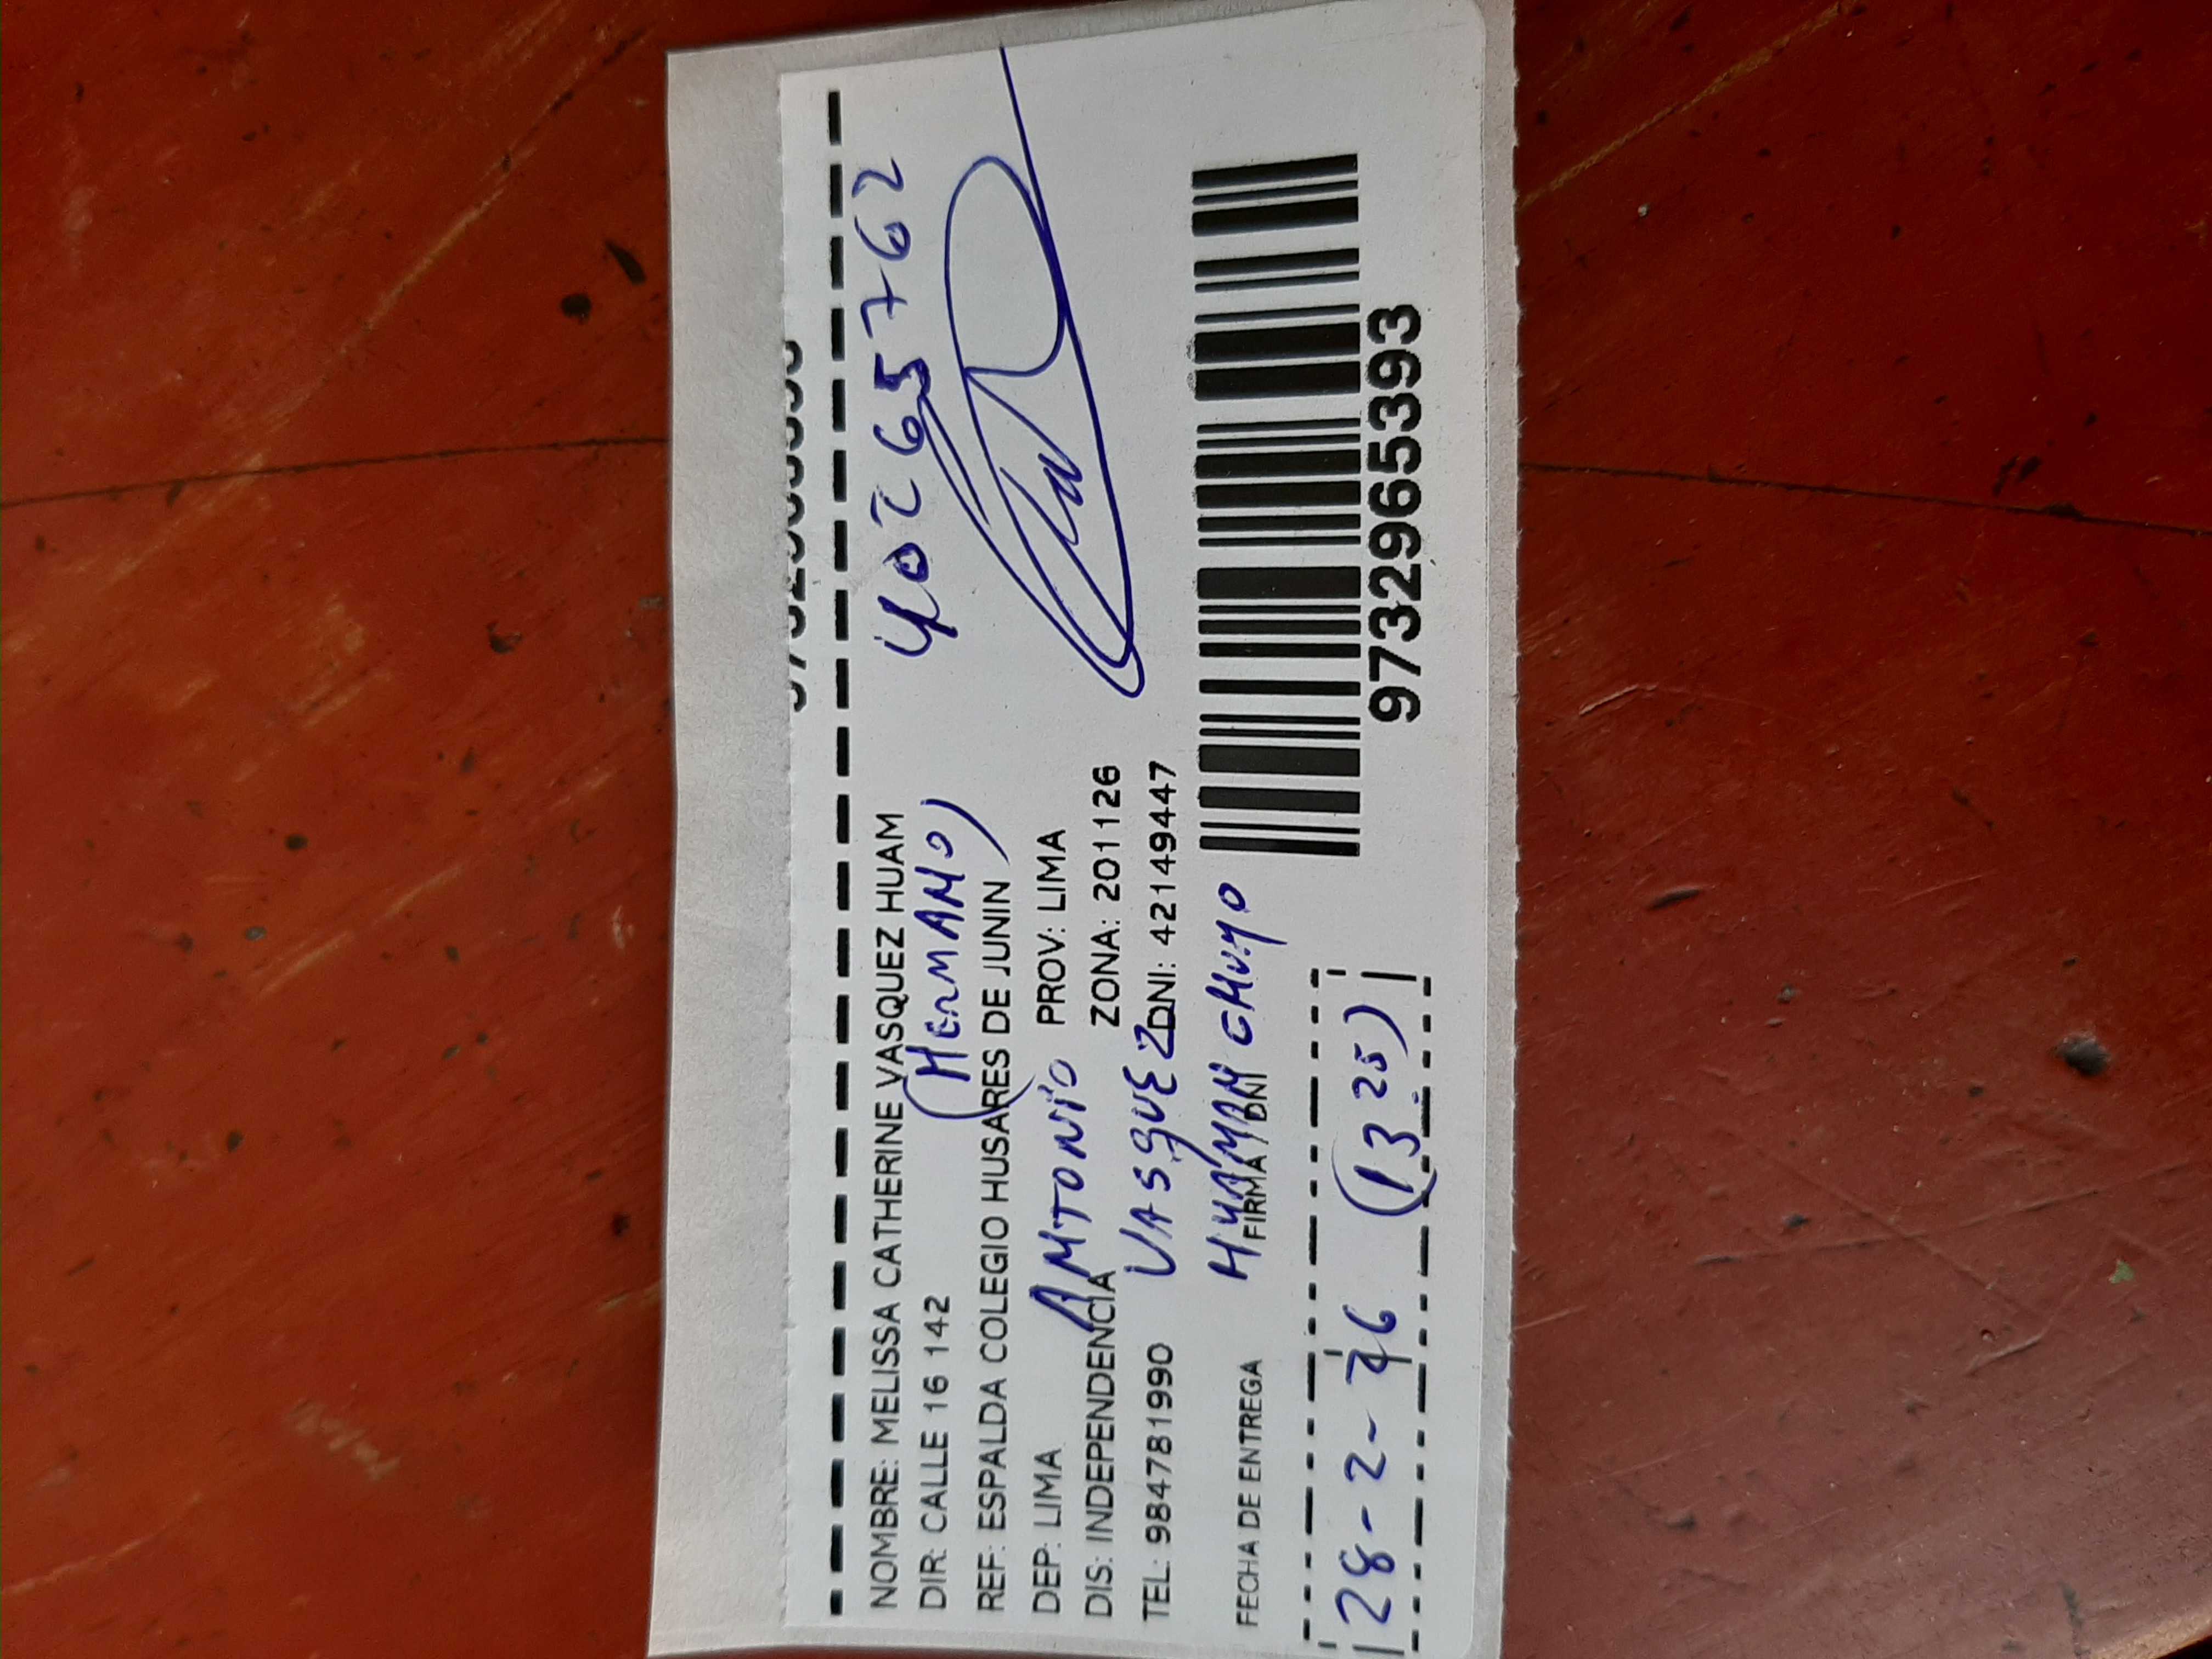 NOMBRE: MELISSA CATHERINE VASQUEZ HUAM
40265762
DIR: CALLE 16 142
(HERMANO)
REF: ESPALDA COLEGIO HUSARES DE JUNIN
DEP: LIMA PROV: LIMA
ANTONIO
DIS: INDEPENDENCIA ZONA: 201126
VASQUEZ
TEL: 984781990 DNI: 42149447
HUAMAN CHUYO
FECHA DE ENTREGA FIRMA / DNI
9732965393
28-2-26 (13:25)